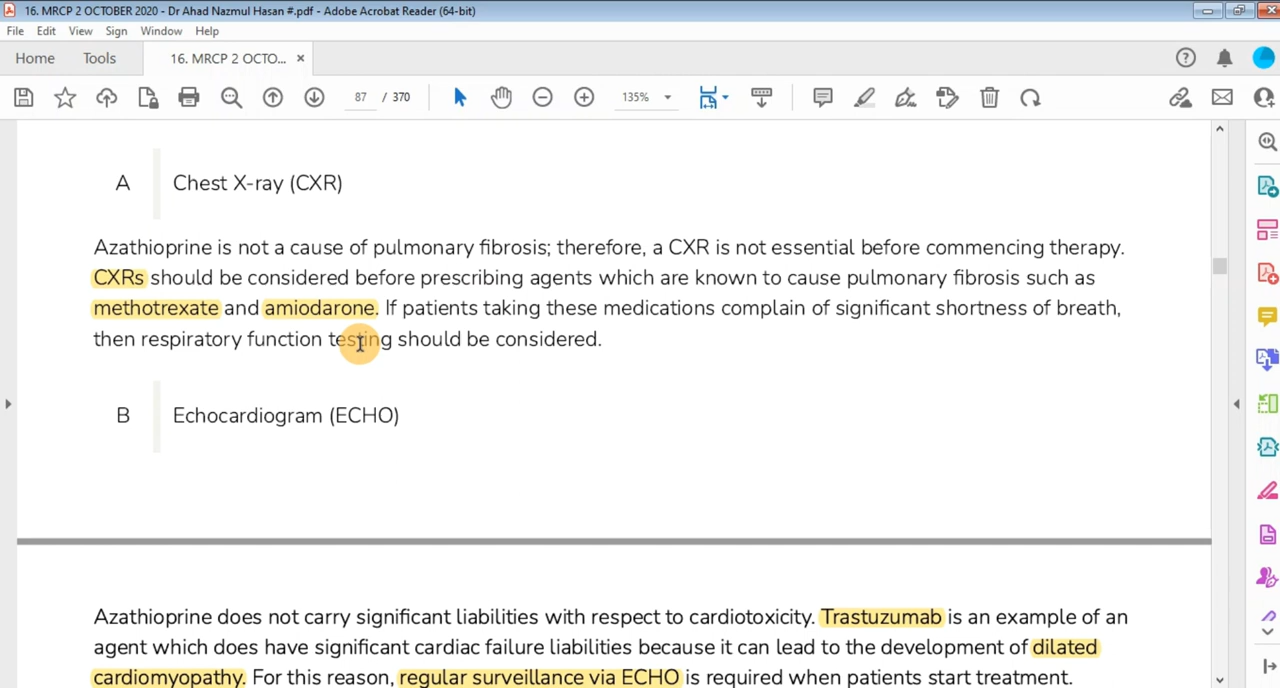 16. MRCP 2 OCTOBER 2020 - Dr Ahad Nazmul Hasan #.pdf - Adobe Acrobat Reader (64-bit)
File Edit View Sign Window Help
Home Tools 16. MRCP 2 OCTO... ×
87 / 370 135%
A Chest X-ray (CXR)
Azathioprine is not a cause of pulmonary fibrosis; therefore, a CXR is not essential before commencing therapy.
CXRs should be considered before prescribing agents which are known to cause pulmonary fibrosis such as
methotrexate and amiodarone. If patients taking these medications complain of significant shortness of breath,
then respiratory function testing should be considered.
B Echocardiogram (ECHO)
Azathioprine does not carry significant liabilities with respect to cardiotoxicity. Trastuzumab is an example of an
agent which does have significant cardiac failure liabilities because it can lead to the development of dilated
cardiomyopathy. For this reason, regular surveillance via ECHO is required when patients start treatment.